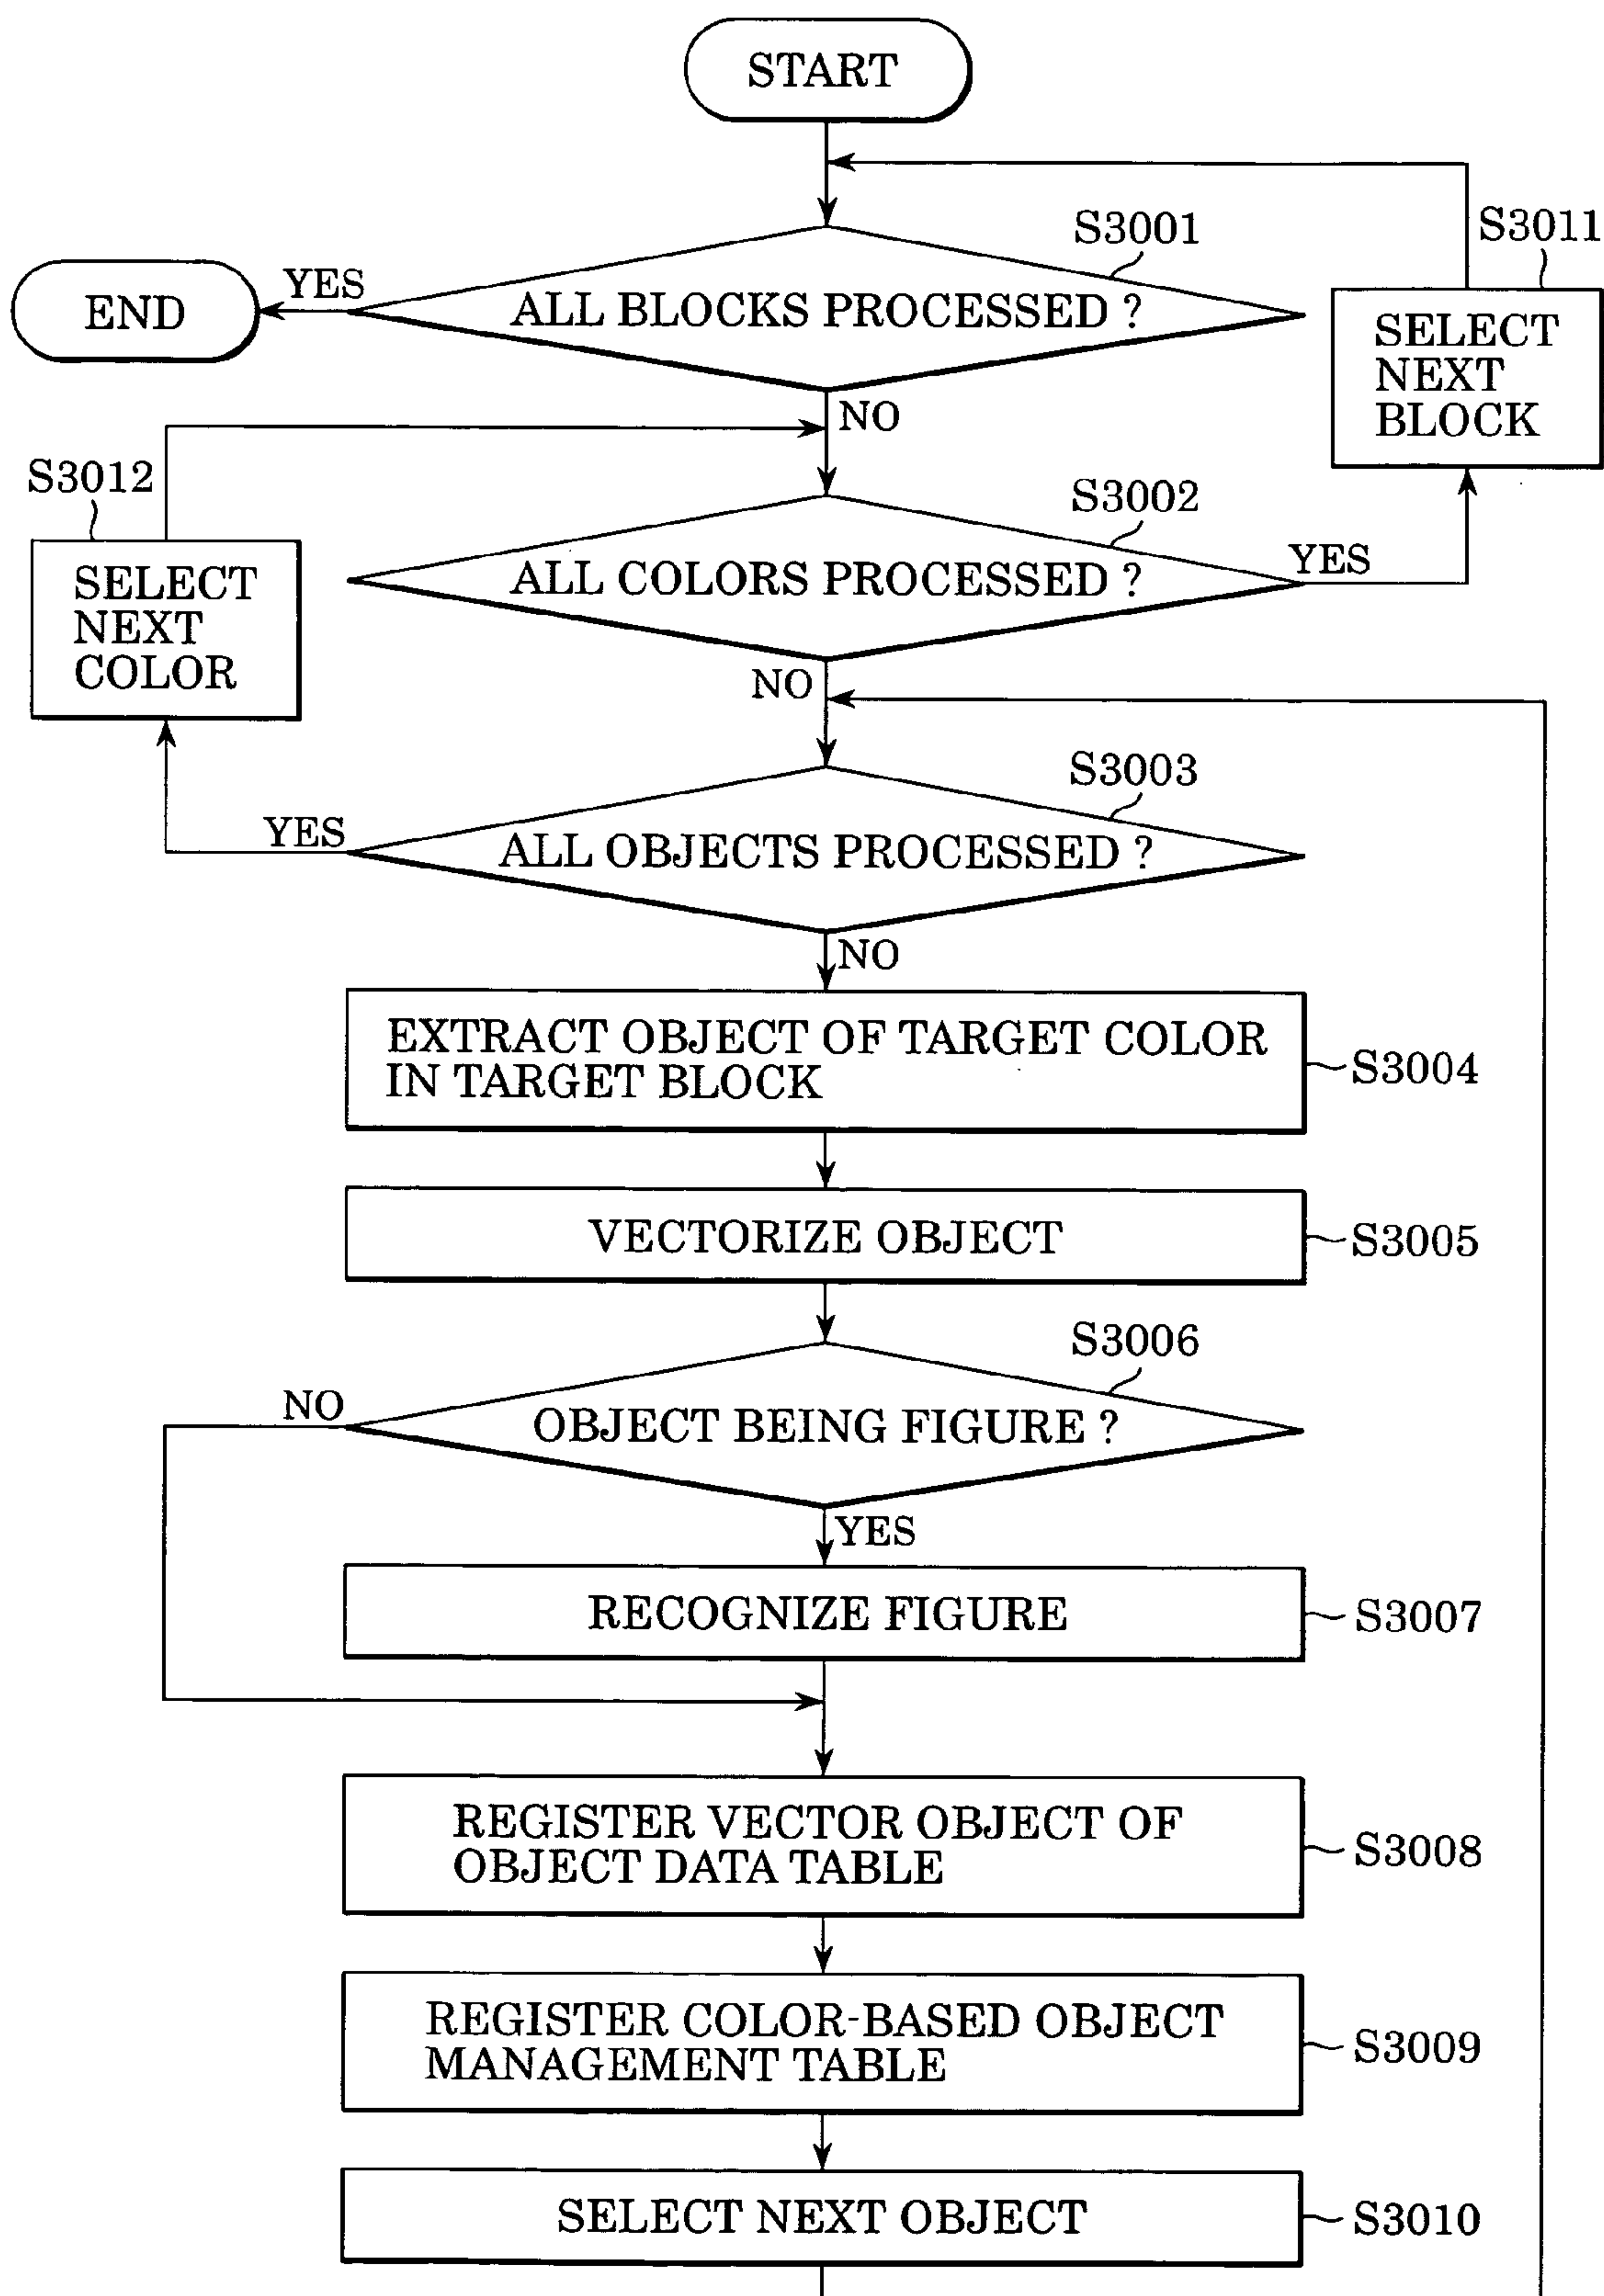 START
S3001
S3011
END
YES
ALL BLOCKS PROCESSED ?
SELECT
NEXT
BLOCK
NO
S3012
S3002
SELECT
NEXT
COLOR
ALL COLORS PROCESSED ?
YES
NO
S3003
YES
ALL OBJECTS PROCESSED ?
NO
EXTRACT OBJECT OF TARGET COLOR
IN TARGET BLOCK
S3004
VECTORIZE OBJECT
S3005
S3006
NO
OBJECT BEING FIGURE ?
YES
RECOGNIZE FIGURE
S3007
REGISTER VECTOR OBJECT OF
OBJECT DATA TABLE
S3008
REGISTER COLOR-BASED OBJECT
MANAGEMENT TABLE
S3009
SELECT NEXT OBJECT
S3010